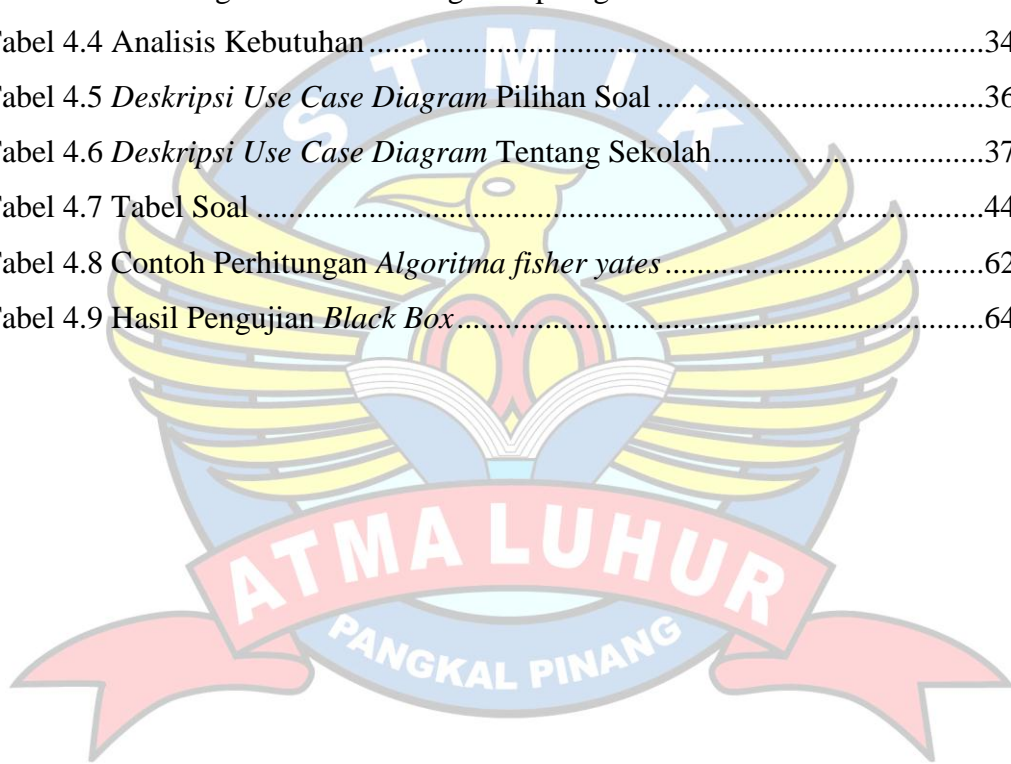 Tabel 4.4 Analisis Kebutuhan....................34
Tabel 4.5 Deskripsi Use Case Diagram Pilihan Soal....................36
Tabel 4.6 Deskripsi Use Case Diagram Tentang Sekolah....................37
Tabel 4.7 Tabel Soal....................44
Tabel 4.8 Contoh Perhitungan Algoritma fisher yates....................62
Tabel 4.9 Hasil Pengujian Black Box....................64
STMIK
ATMA LUHUR
PANGKAL PINANG